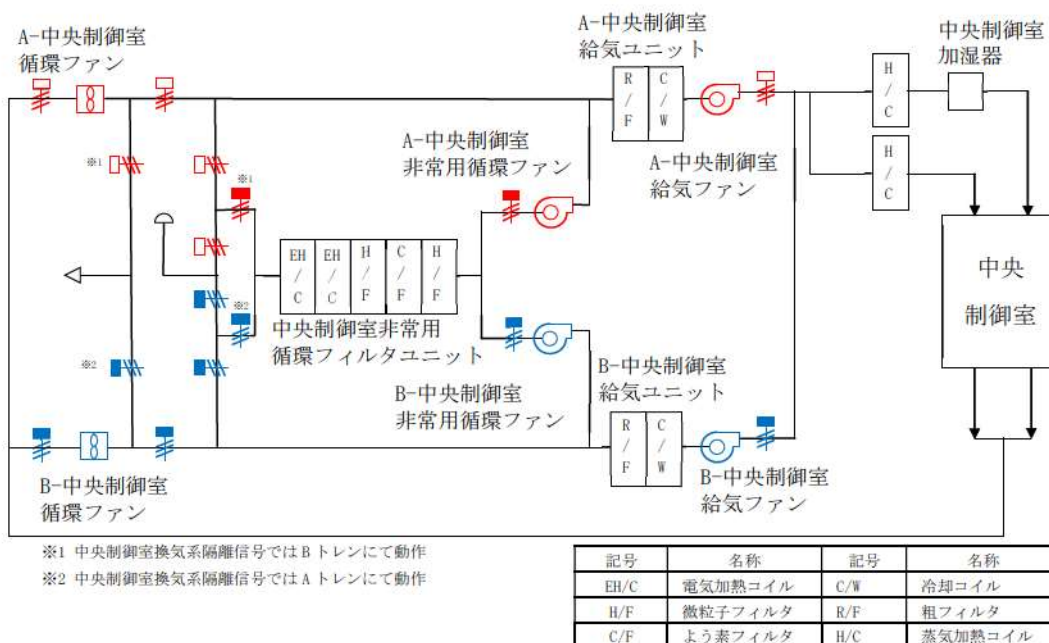 A-中央制御室
循環ファン
A-中央制御室
給気ユニット
中央制御室
加湿器
R/F
C/W
H/C
H/C
※1
※1
A-中央制御室
非常用循環ファン
A-中央制御室
給気ファン
EH/C
EH/C
H/F
C/F
H/F
中央
制御室
※2
※2
中央制御室非常用
循環フィルタユニット
B-中央制御室
給気ユニット
B-中央制御室
非常用循環ファン
R/F
C/W
B-中央制御室
循環ファン
B-中央制御室
給気ファン
※1 中央制御室換気系隔離信号ではBトレンにて動作
※2 中央制御室換気系隔離信号ではAトレンにて動作
記号 名称 記号 名称
EH/C 電気加熱コイル C/W 冷却コイル
H/F 微粒子フィルタ R/F 粗フィルタ
C/F よう素フィルタ H/C 蒸気加熱コイル